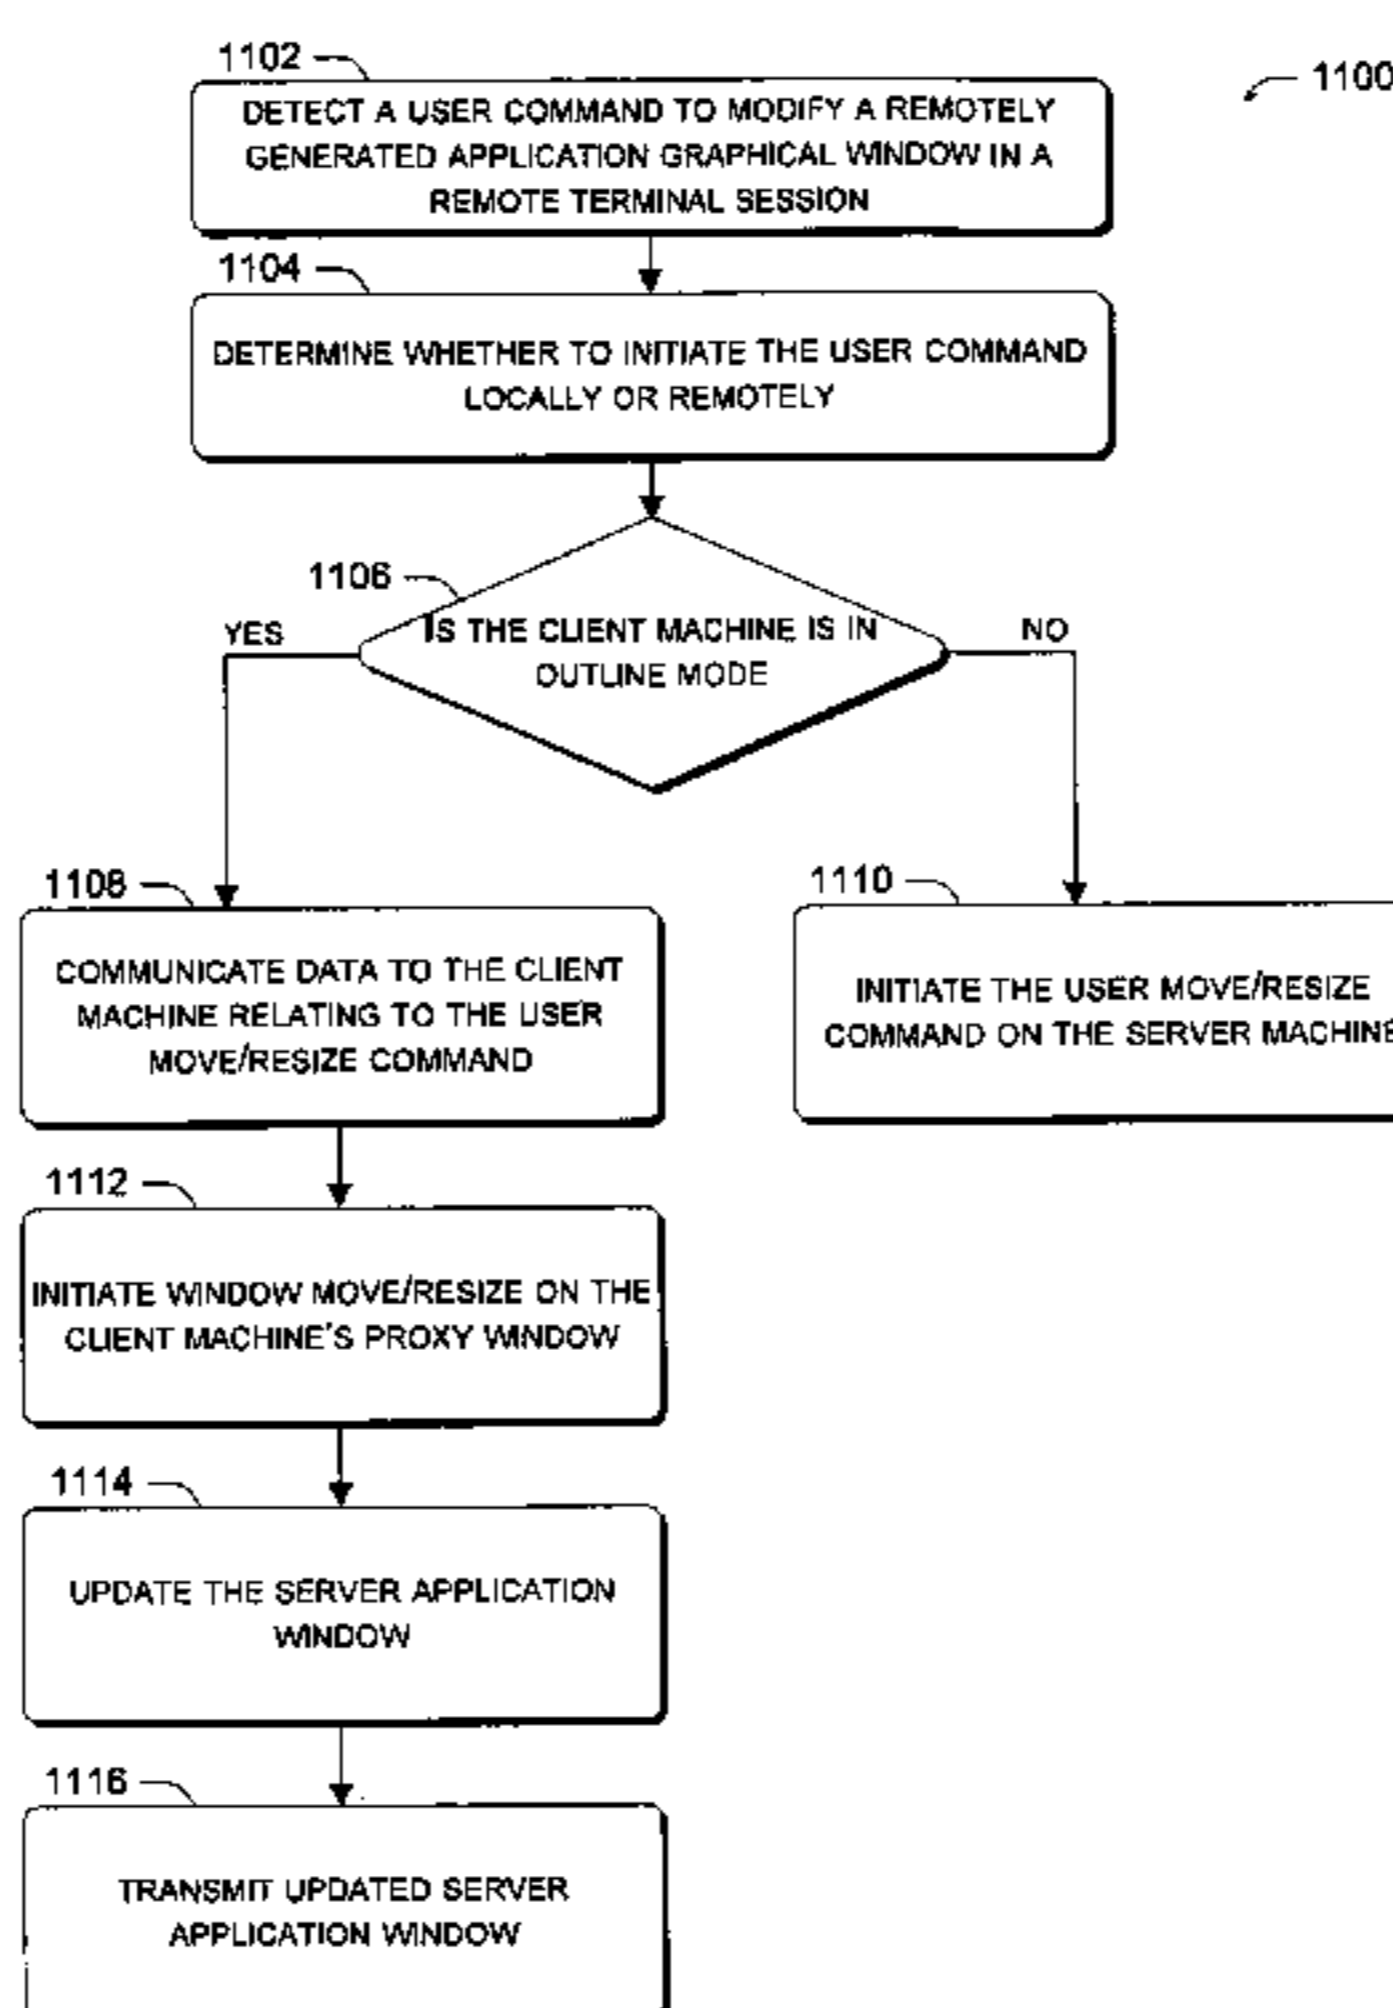 1102
1100
DETECT A USER COMMAND TO MODIFY A REMOTELY
GENERATED APPLICATION GRAPHICAL WINDOW IN A
REMOTE TERMINAL SESSION
1104
DETERMINE WHETHER TO INITIATE THE USER COMMAND
LOCALLY OR REMOTELY
1106
YES
IS THE CLIENT MACHINE IS IN
OUTLINE MODE
NO
1108
COMMUNICATE DATA TO THE CLIENT
MACHINE RELATING TO THE USER
MOVE/RESIZE COMMAND
1110
INITIATE THE USER MOVE/RESIZE
COMMAND ON THE SERVER MACHINE
1112
INITIATE WINDOW MOVE/RESIZE ON THE
CLIENT MACHINE'S PROXY WINDOW
1114
UPDATE THE SERVER APPLICATION
WINDOW
1116
TRANSMIT UPDATED SERVER
APPLICATION WINDOW